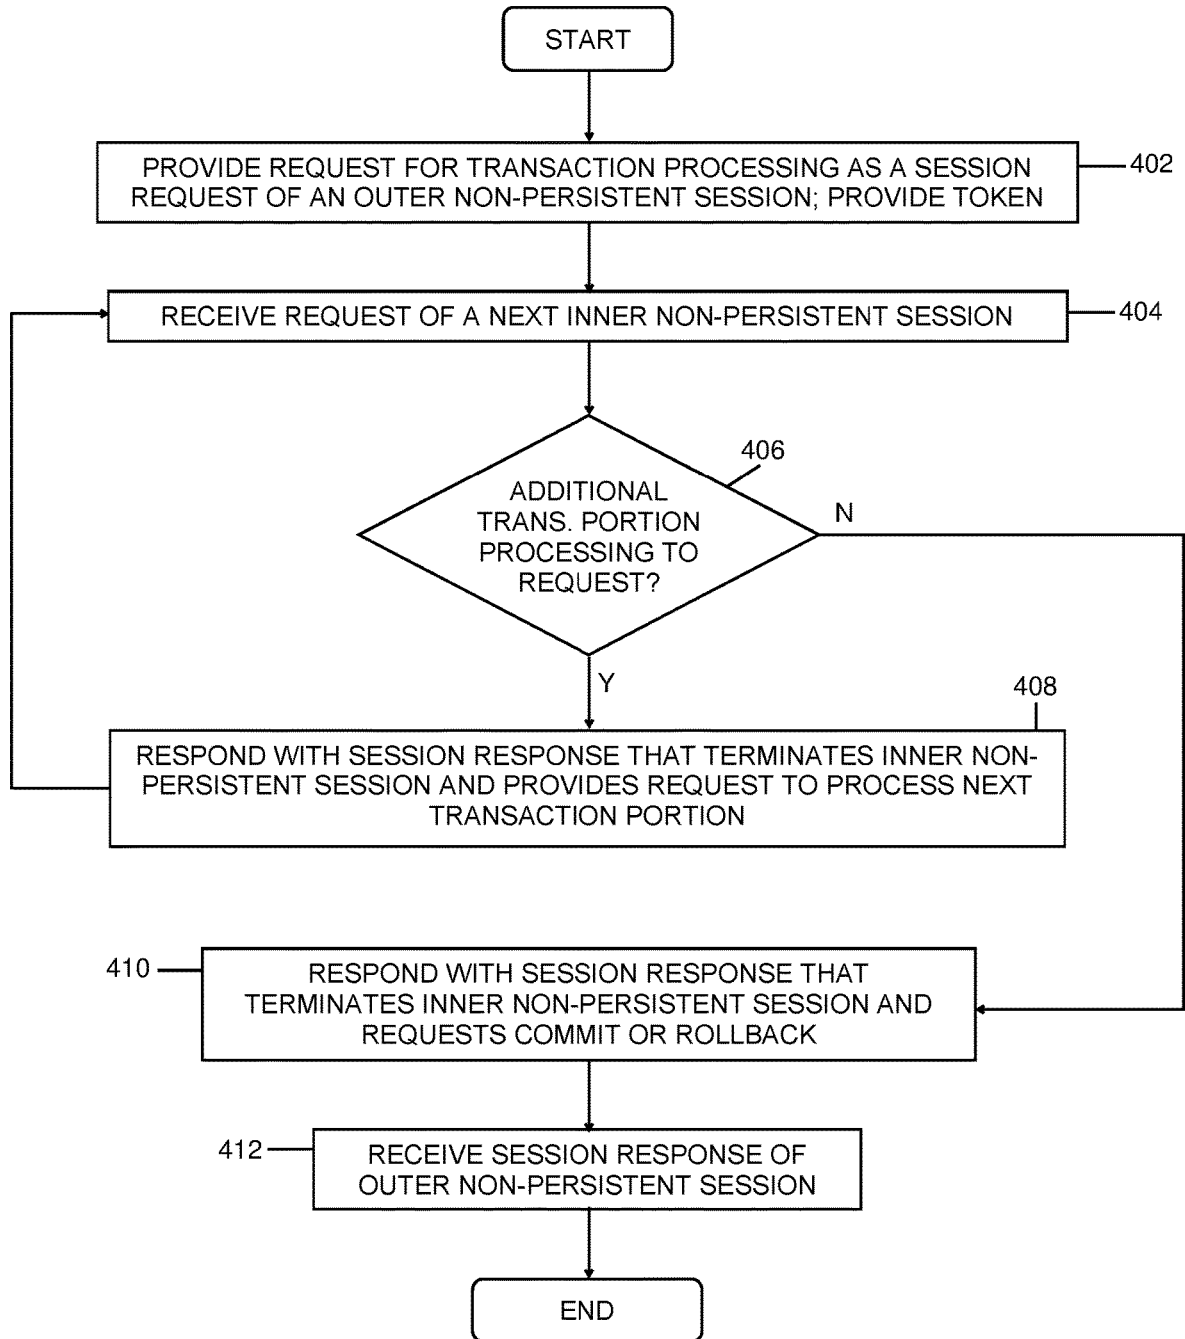 START
PROVIDE REQUEST FOR TRANSACTION PROCESSING AS A SESSION
REQUEST OF AN OUTER NON-PERSISTENT SESSION; PROVIDE TOKEN
402
RECEIVE REQUEST OF A NEXT INNER NON-PERSISTENT SESSION
404
406
ADDITIONAL
TRANS. PORTION
PROCESSING TO
REQUEST?
N
Y
408
RESPOND WITH SESSION RESPONSE THAT TERMINATES INNER NON-
PERSISTENT SESSION AND PROVIDES REQUEST TO PROCESS NEXT
TRANSACTION PORTION
410
RESPOND WITH SESSION RESPONSE THAT
TERMINATES INNER NON-PERSISTENT SESSION AND
REQUESTS COMMIT OR ROLLBACK
412
RECEIVE SESSION RESPONSE OF
OUTER NON-PERSISTENT SESSION
END